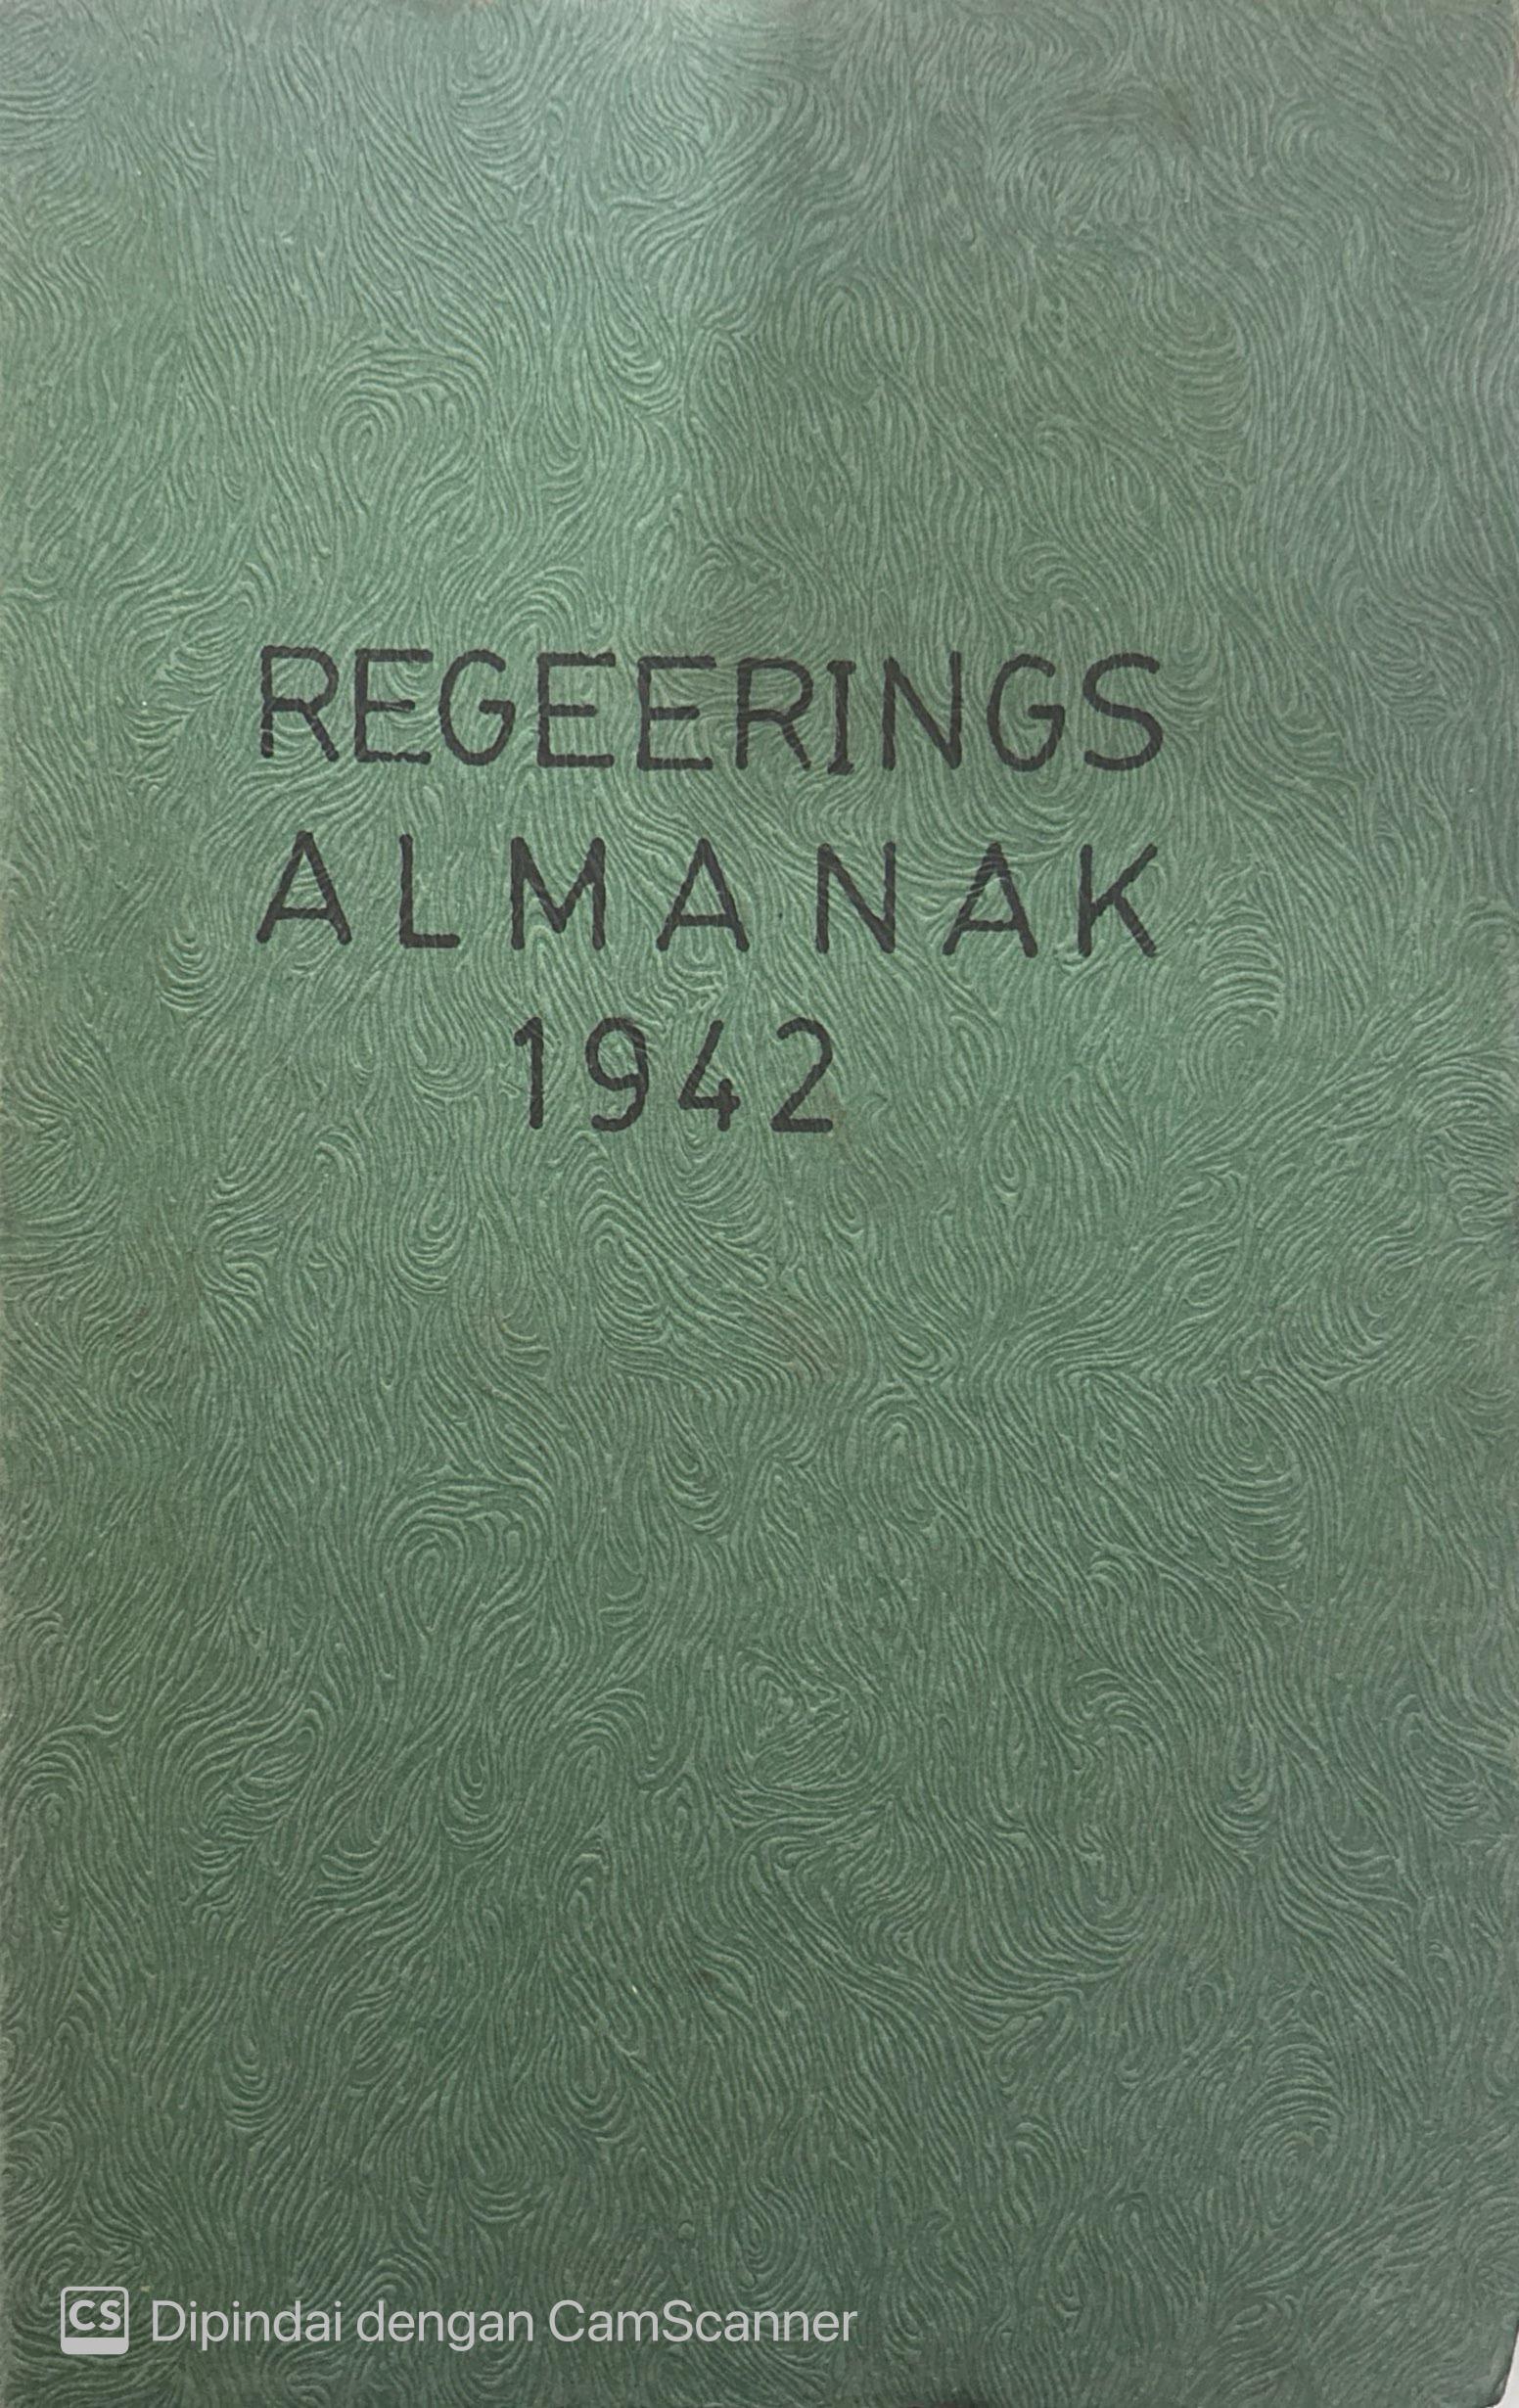 REGEERINGS
ALMANAK
1942
CS Dipindai dengan CamScanner